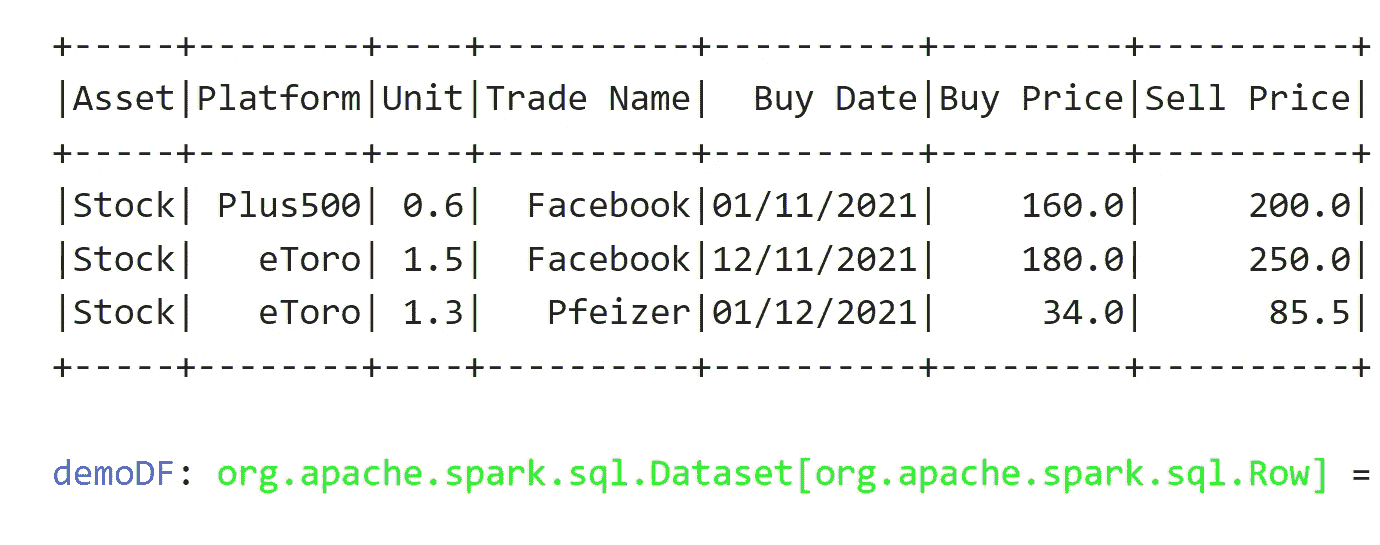 +-----+--------+----+----------+----------+---------+----------+
|Asset|Platform|Unit|Trade Name|  Buy Date|Buy Price|Sell Price|
+-----+--------+----+----------+----------+---------+----------+
|Stock| Plus500| 0.6|  Facebook|01/11/2021|    160.0|     200.0|
|Stock|   eToro| 1.5|  Facebook|12/11/2021|    180.0|     250.0|
|Stock|   eToro| 1.3|   Pfeizer|01/12/2021|     34.0|      85.5|
+-----+--------+----+----------+----------+---------+----------+
demoDF: org.apache.spark.sql.Dataset[org.apache.spark.sql.Row] =